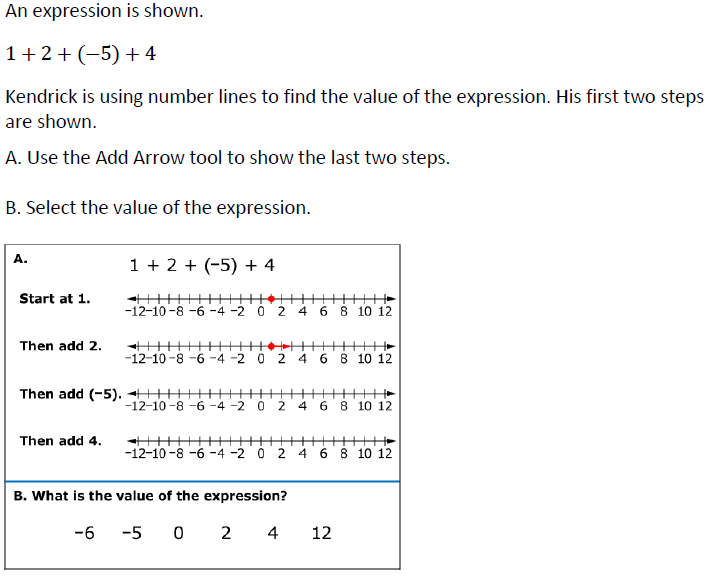 An expression is shown.
1 + 2 + (−5) + 4
Kendrick is using number lines to find the value of the expression. His first two steps
are shown.
A. Use the Add Arrow tool to show the last two steps.
B. Select the value of the expression.
A.
1 + 2 + (−5) + 4
Start at 1.
-12-10 -8 -6 -4 -2 0 2 4 6 8 10 12
Then add 2.
-12-10 -8 -6 -4 -2 0 2 4 6 8 10 12
Then add (−5).
-12-10 -8 -6 -4 -2 0 2 4 6 8 10 12
Then add 4.
-12-10 -8 -6 -4 -2 0 2 4 6 8 10 12
B. What is the value of the expression?
-6 -5 0 2 4 12